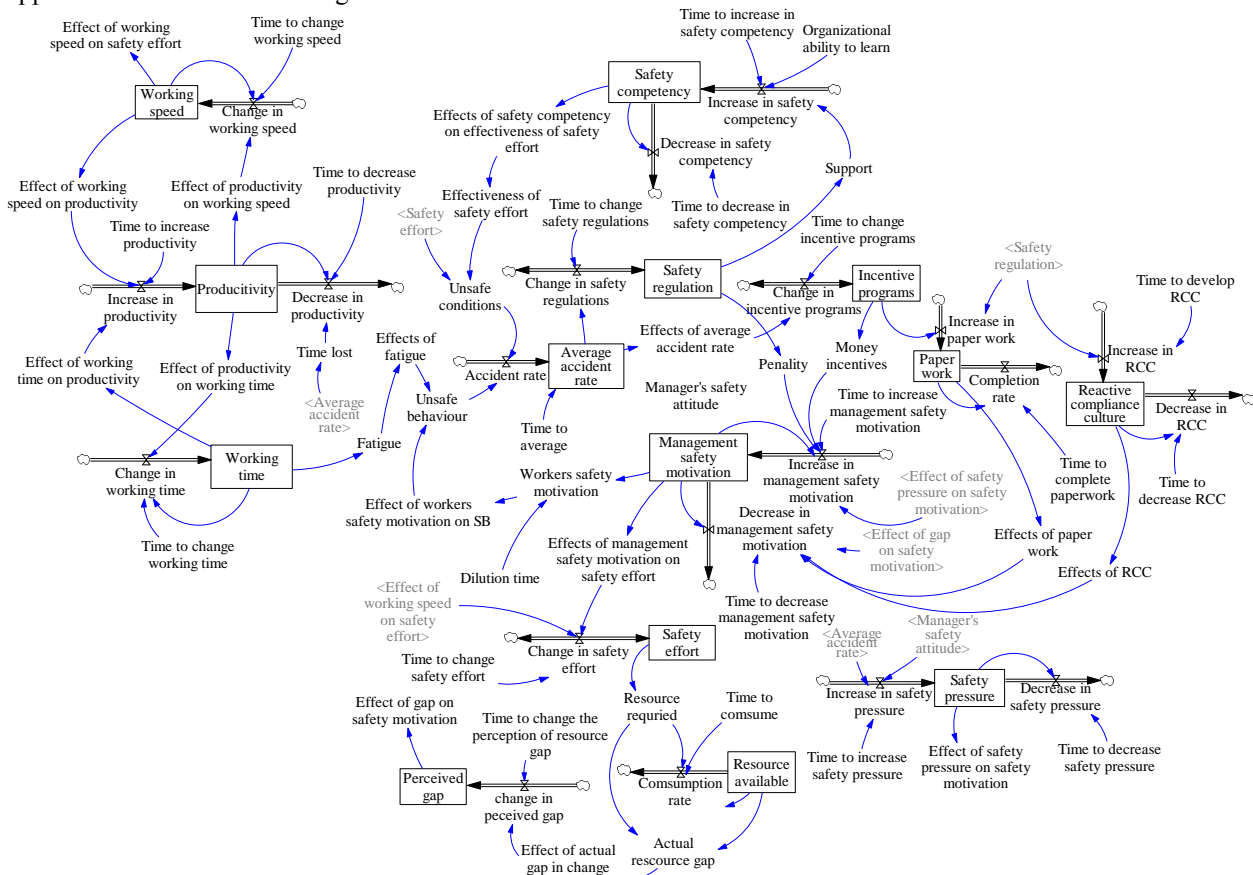 Effect of working
speed on safety effort
Time to change
working speed
Working
speed
Change in
working speed
Effect of working
speed on productivity
Effect of productivity
on working speed
Time to decrease
productivity
Time to increase
productivity
Increase in
productivity
Producitivity
Decrease in
productivity
Effect of working
time on productivity
Effect of productivity
on working time
Time lost
<Average
accident
rate>
Change in
working time
Working
time
Time to change
working time
Fatigue
Effects of
fatigue
Unsafe
behaviour
Effect of workers
safety motivation on SB
Time to increase in
safety competency
Organizational
ability to learn
Safety
competency
Increase in safety
competency
Effects of safety competency
on effectiveness of safety
effort
Decrease in safety
competency
Time to decrease in
safety competency
Support
Effectiveness of
safety effort
<Safety
effort>
Unsafe
conditions
Time to change
safety regulations
Change in safety
regulations
Safety
regulation
Accident rate
Average
accident rate
Time to
average
Effects of average
accident rate
Time to change
incentive programs
Change in
incentive programs
Incentive
programs
Penality
Money
incentives
<Safety
regulation>
Increase in
paper work
Paper
work
Completion
rate
Time to
complete
paperwork
Time to develop
RCC
Increase in
RCC
Reactive
compliance
culture
Decrease in
RCC
Time to
decrease RCC
Manager's safety
attitude
Time to increase
management safety
motivation
Management
safety
motivation
Increase in
management safety
motivation
<Effect of safety
pressure on safety
motivation>
Workers safety
motivation
Decrease in
management safety
motivation
<Effect of gap
on safety
motivation>
Effects of paper
work
Effects of RCC
Dilution time
Effects of management
safety motivation on
safety effort
Time to decrease
management safety
motivation
<Effect of
working speed
on safety
effort>
Change in safety
effort
Safety
effort
Time to change
safety effort
<Average
accident
rate>
<Manager's
safety
attitude>
Increase in safety
pressure
Safety
pressure
Decrease in
safety pressure
Time to increase
safety pressure
Effect of safety
pressure on safety
motivation
Time to decrease
safety pressure
Effect of gap on
safety motivation
Time to change the
perception of resource
gap
Resource
requried
Time to
comsume
Perceived
gap
change in
perceived gap
Comsumption
rate
Resource
available
Effect of actual
gap in change
Actual
rescource gap